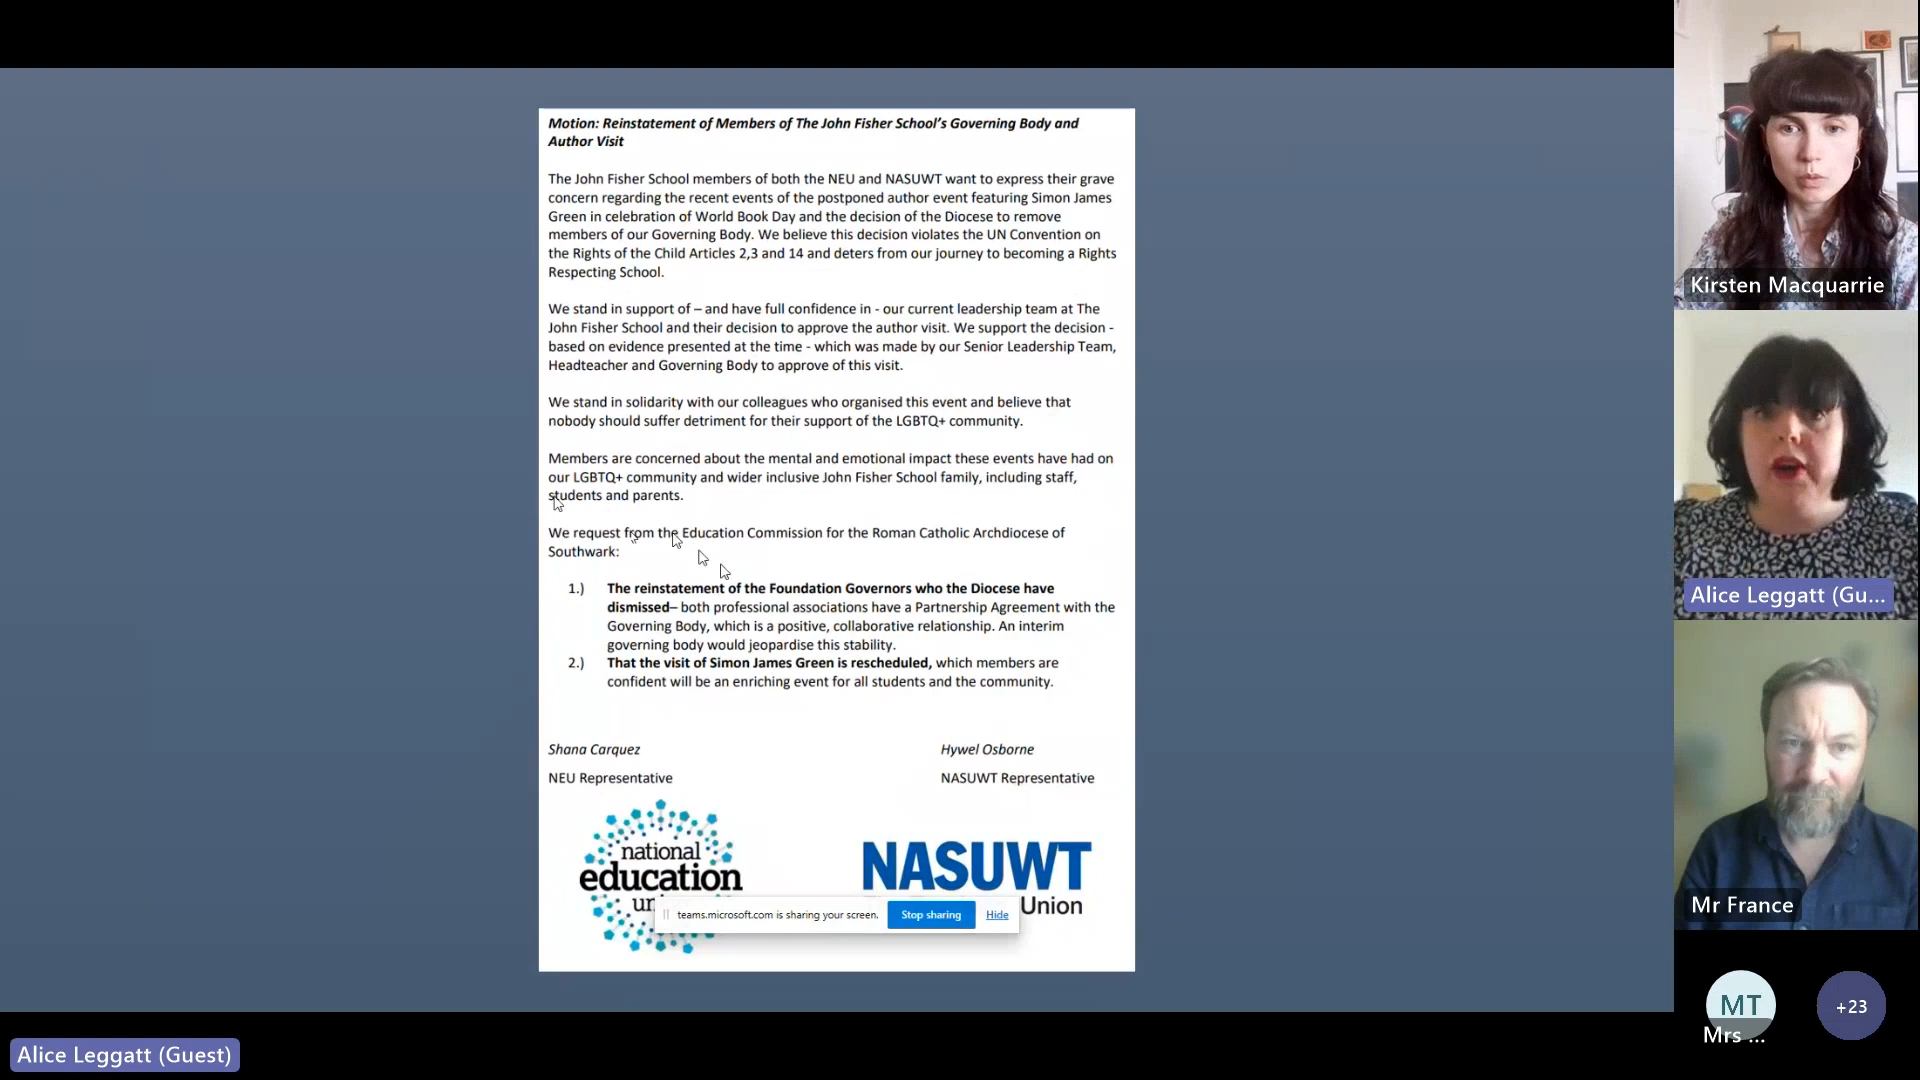 Motion: Reinstatement of Members of The John Fisher School's Governing Body and
Author Visit
The John Fisher School members of both the NEU and NASUWT want to express their grave
concern regarding the recent events of the postponed author event featuring Simon James
Green in celebration of World Book Day and the decision of the Diocese to remove
members of our Governing Body. We believe this decision violates the UN Convention on
the Rights of the Child Articles 2,3 and 14 and deters from our journey to becoming a Rights
Respecting School.
We stand in support of – and have full confidence in - our current leadership team at The
John Fisher School and their decision to approve the author visit. We support the decision -
based on evidence presented at the time - which was made by our Senior Leadership Team,
Headteacher and Governing Body to approve of this visit.
We stand in solidarity with our colleagues who organised this event and believe that
nobody should suffer detriment for their support of the LGBTQ+ community.
Members are concerned about the mental and emotional impact these events have had on
our LGBTQ+ community and wider inclusive John Fisher School family, including staff,
students and parents.
We request from the Education Commission for the Roman Catholic Archdiocese of
Southwark:
1.) The reinstatement of the Foundation Governors who the Diocese have
dismissed– both professional associations have a Partnership Agreement with the
Governing Body, which is a positive, collaborative relationship. An interim
governing body would jeopardise this stability.
2.) That the visit of Simon James Green is rescheduled, which members are
confident will be an enriching event for all students and the community.
Shana Carquez
Hywel Osborne
NEU Representative
NASUWT Representative
national
education
un
NASUWT
Union
teams.microsoft.com is sharing your screen.
Stop sharing
Hide
Kirsten Macquarrie
Alice Leggatt (Gu...
Mr France
MT
Mrs ...
+23
Alice Leggatt (Guest)